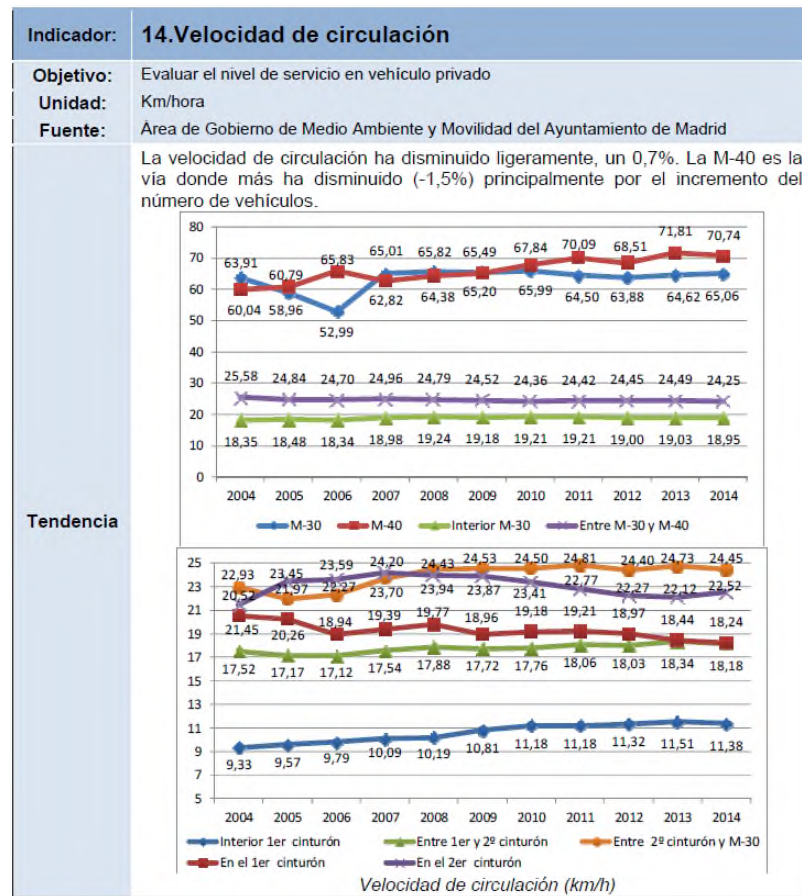 Indicador: 14.Velocidad de circulación
Objetivo: Evaluar el nivel de servicio en vehículo privado
Unidad: Km/hora
Fuente: Área de Gobierno de Medio Ambiente y Movilidad del Ayuntamiento de Madrid
La velocidad de circulación ha disminuido ligeramente, un 0,7%. La M-40 es la
vía donde más ha disminuido (-1,5%) principalmente por el incremento del
número de vehículos.
Tendencia
80
70
60
50
40
30
20
10
0
63,91 60,79 65,83 65,01 65,82 65,49 67,84 70,09 68,51 71,81 70,74
60,04 58,96 52,99 62,82 64,38 65,20 65,99 64,50 63,88 64,62 65,06
25,58 24,84 24,70 24,96 24,79 24,52 24,36 24,42 24,45 24,49 24,25
18,35 18,48 18,34 18,98 19,24 19,18 19,21 19,21 19,00 19,03 18,95
2004 2005 2006 2007 2008 2009 2010 2011 2012 2013 2014
M-30 M-40 Interior M-30 Entre M-30 y M-40
25
23
21
19
17
15
13
11
9
7
5
22,93 23,45 23,59 24,20 24,43 24,53 24,50 24,81 24,40 24,73 24,45
20,52 21,97 22,27 23,70 23,94 23,87 23,41 22,77 22,27 22,12 22,52
21,45 20,26 18,94 19,39 19,77 18,96 19,18 19,21 18,97 18,44 18,24
17,52 17,17 17,12 17,54 17,88 17,72 17,76 18,06 18,03 18,34 18,18
9,33 9,57 9,79 10,09 10,19 10,81 11,18 11,18 11,32 11,51 11,38
2004 2005 2006 2007 2008 2009 2010 2011 2012 2013 2014
Interior 1er cinturón Entre 1er y 2º cinturón Entre 2º cinturón y M-30
En el 1er cinturón En el 2er cinturón
Velocidad de circulación (km/h)